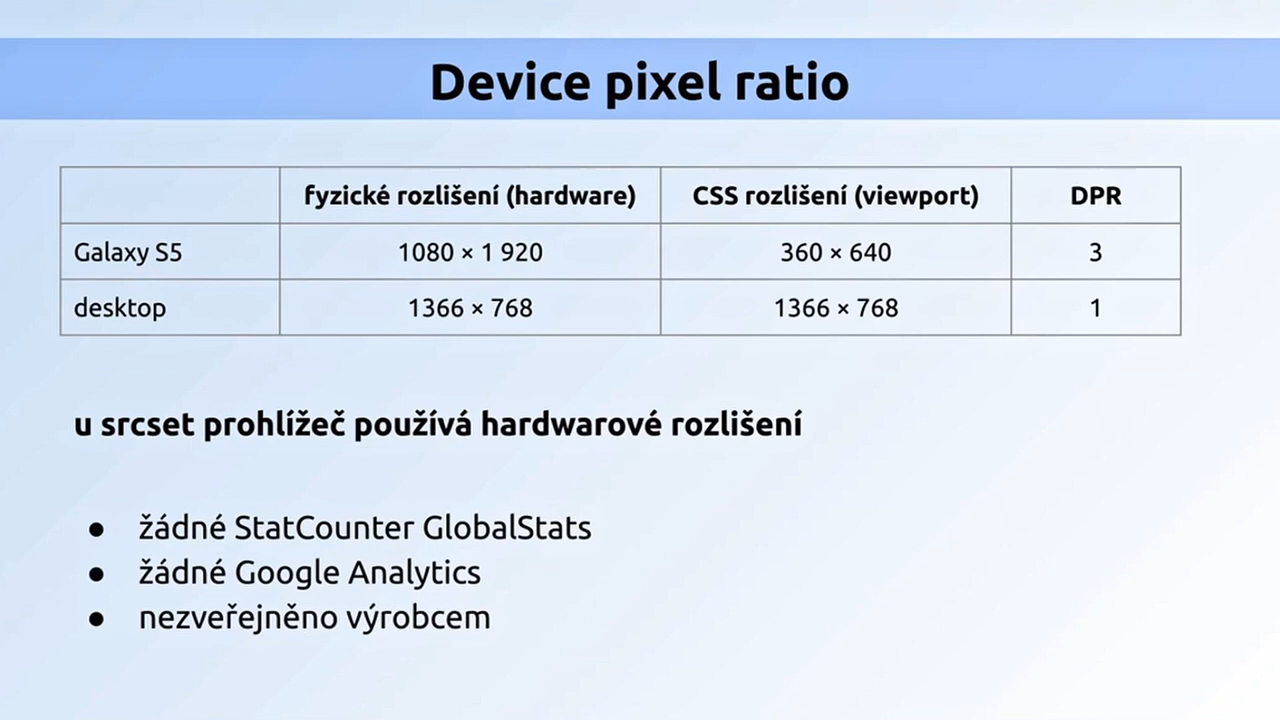 Device pixel ratio
fyzické rozlišení (hardware) CSS rozlišení (viewport) DPR
Galaxy S5 1080 × 1 920 360 × 640 3
desktop 1366 × 768 1366 × 768 1
u srcset prohlížeč používá hardwarové rozlišení
● žádné StatCounter GlobalStats
● žádné Google Analytics
● nezveřejněno výrobcem